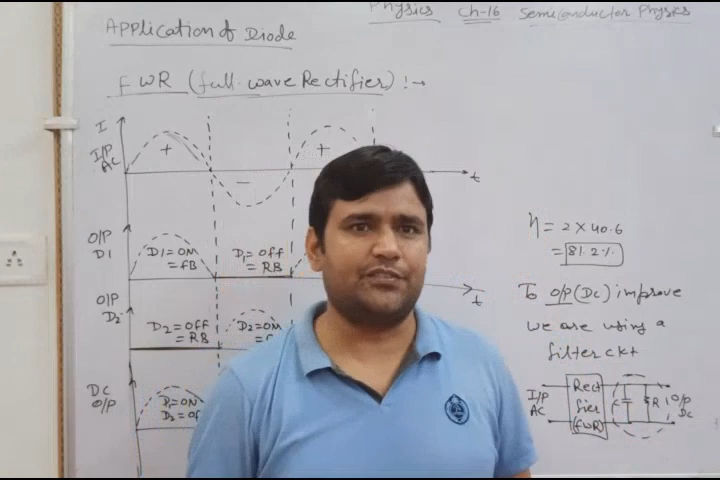 Physics Ch-16 Semiconductor Physics
Application of Diode
FWR (full wave Rectifier) :→
I
I/P
AC
+
−
+
t
O/P
D1
D1=ON
=FB
D1=Off
=RB
t
O/P
D2
D2=Off
=RB
D2=ON
DC
O/P
D1=ON
η = 2 × 40.6
= 81.2%
To O/P (DC) improve
we are using a
filter ckt
I/P
AC
Rect
fier
(FWR)
C
R
O/P
DC